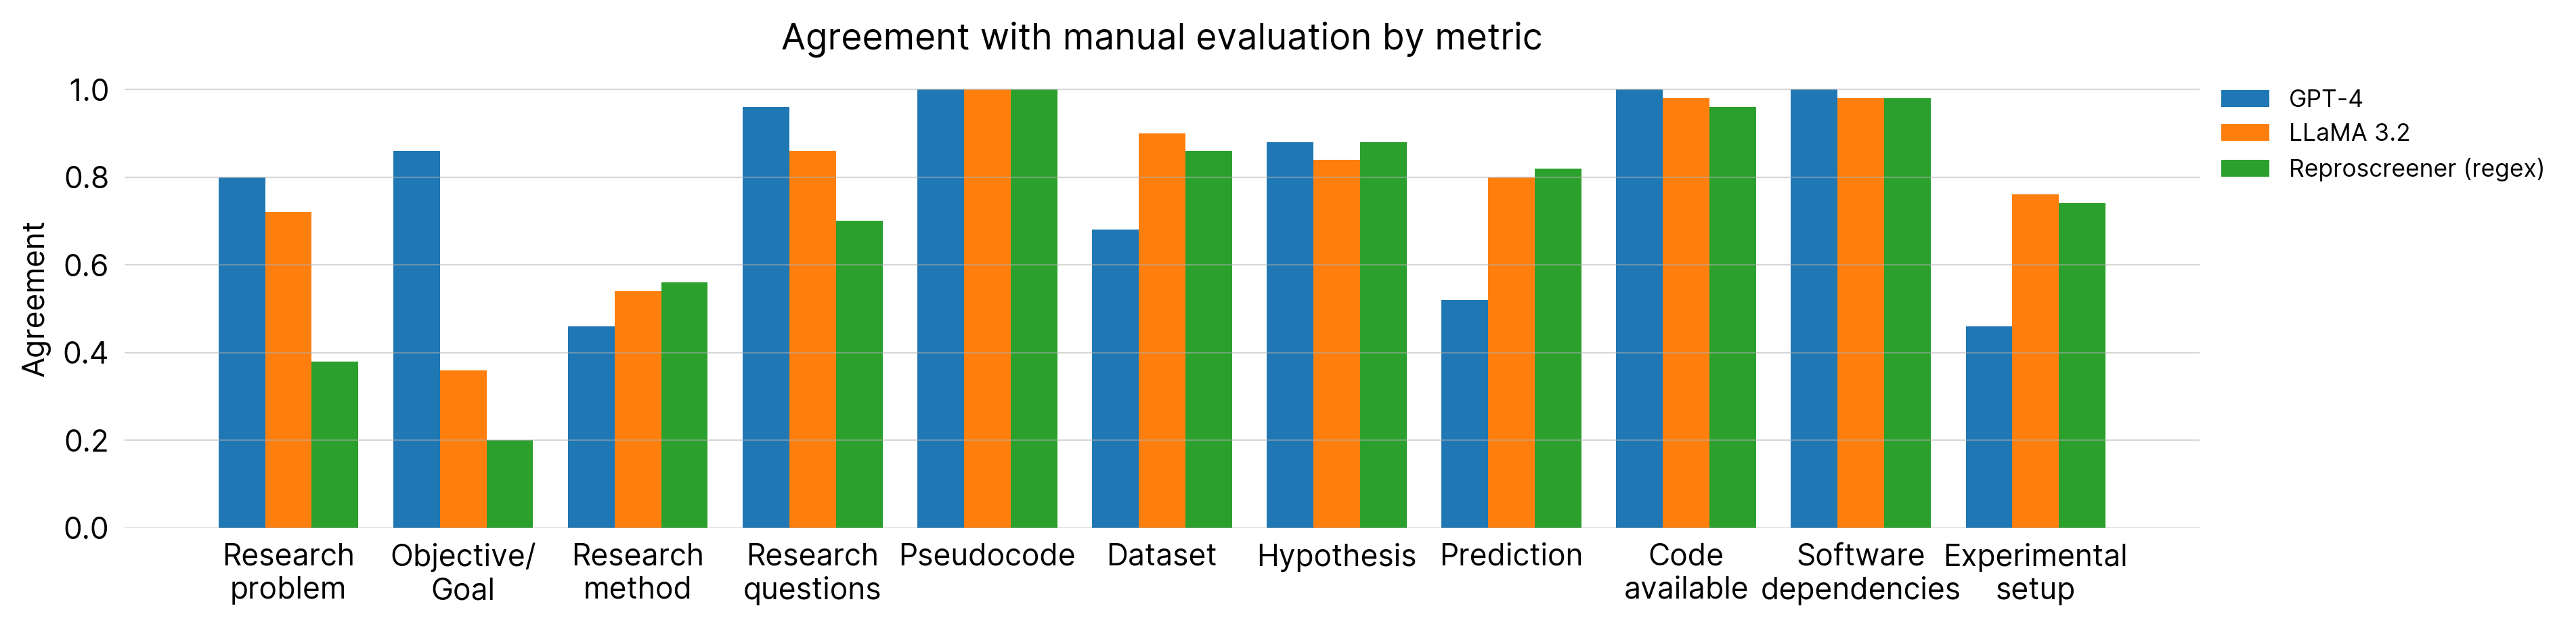 Agreement with manual evaluation by metric
Agreement
1.0
0.8
0.6
0.4
0.2
0.0
Research
problem
Objective/
Goal
Research
method
Research
questions
Pseudocode
Dataset
Hypothesis
Prediction
Code
available
Software
dependencies
Experimental
setup
GPT-4
LLaMA 3.2
Reproscreener (regex)